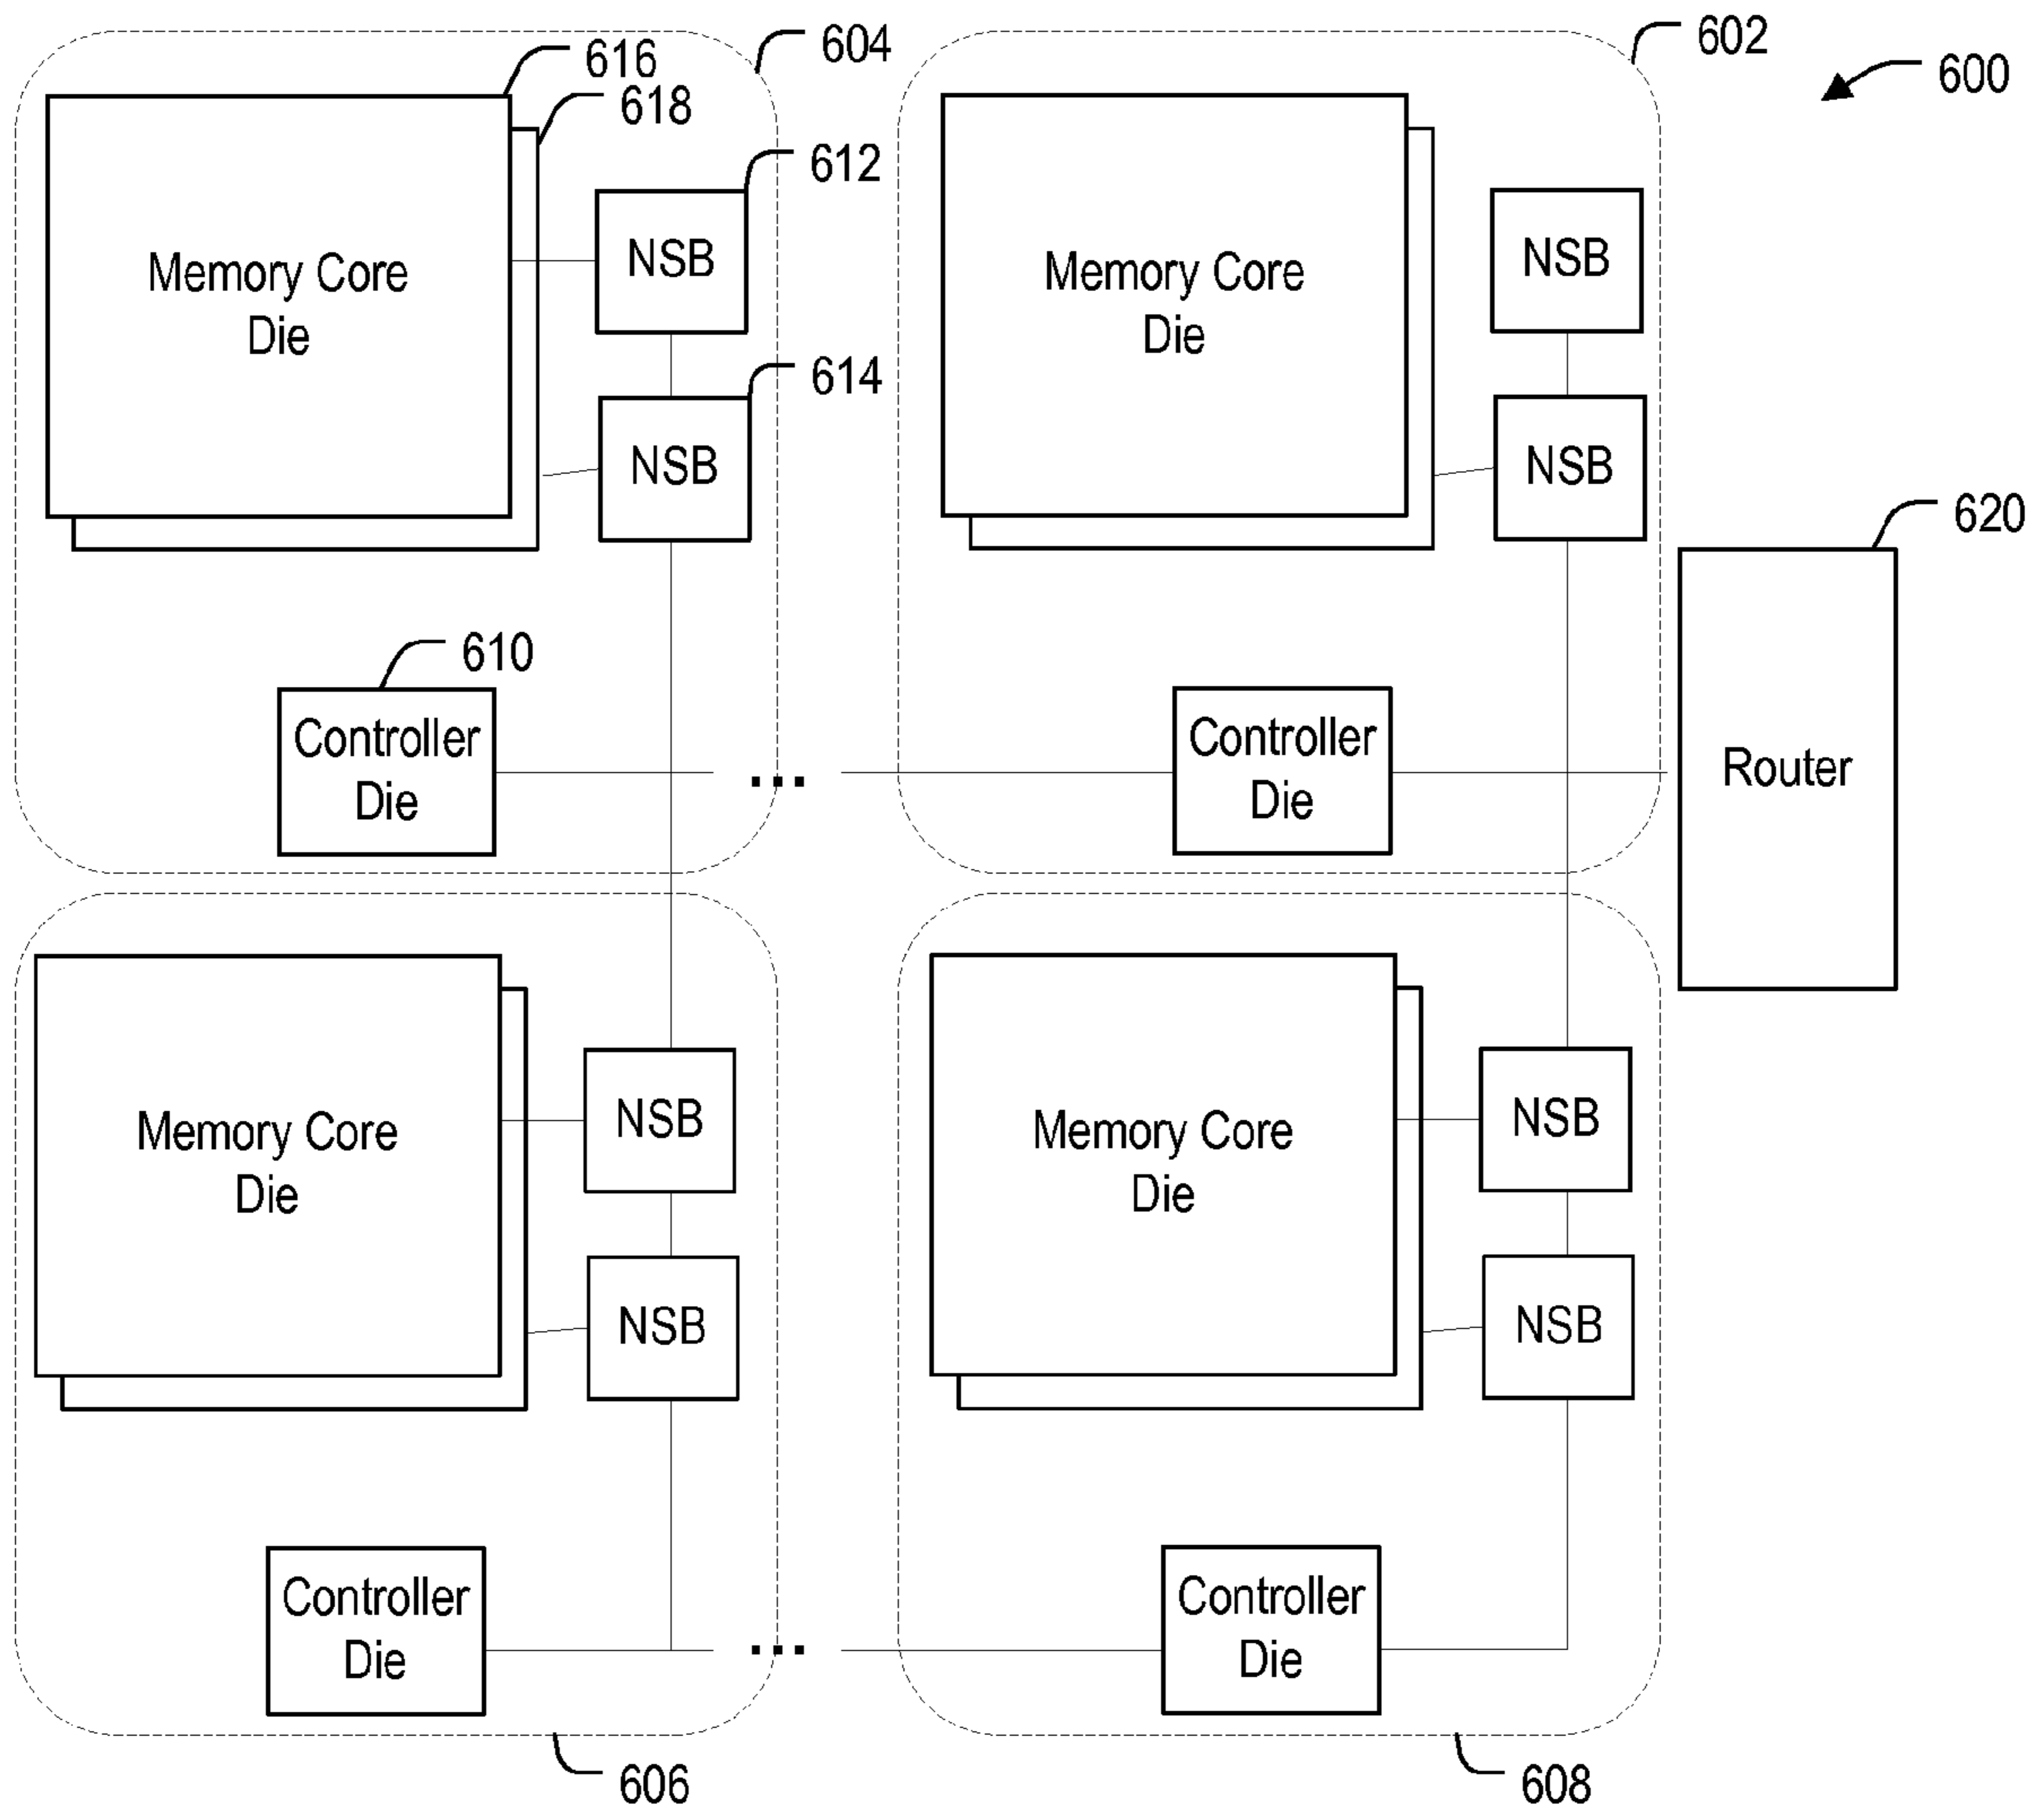 604
602
616
600
618
612
NSB
NSB
Memory Core
Die
Memory Core
Die
614
NSB
NSB
620
610
Controller
Die
...
Controller
Die
Router
NSB
NSB
Memory Core
Die
Memory Core
Die
NSB
NSB
Controller
Die
...
Controller
Die
606
608